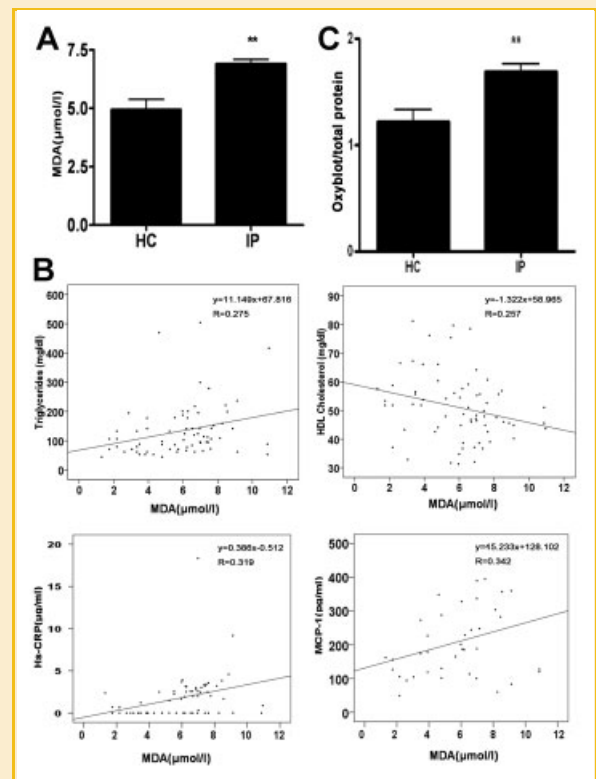 A
**
7.5
5.0
2.5
0.0
MDA(µmol/l)
HC
IP
C
**
2
1
0
Oxyblot/total protein
HC
IP
B
y=11.149x+67.816
R=0.275
600
500
400
300
200
100
0
Triglycerides (mg/dl)
0 2 4 6 8 10 12
MDA(µmol/l)
y=-1.322x+58.965
R=0.257
90
80
70
60
50
40
30
HDL Cholesterol (mg/dl)
0 2 4 6 8 10 12
MDA(µmol/l)
y=0.386x-0.512
R=0.319
20
15
10
5
0
Hs-CRP(µg/ml)
0 2 4 6 8 10 12
MDA(µmol/l)
y=15.233x+128.102
R=0.342
500
400
300
200
100
0
MCP-1(pg/ml)
0 2 4 6 8 10 12
MDA(µmol/l)